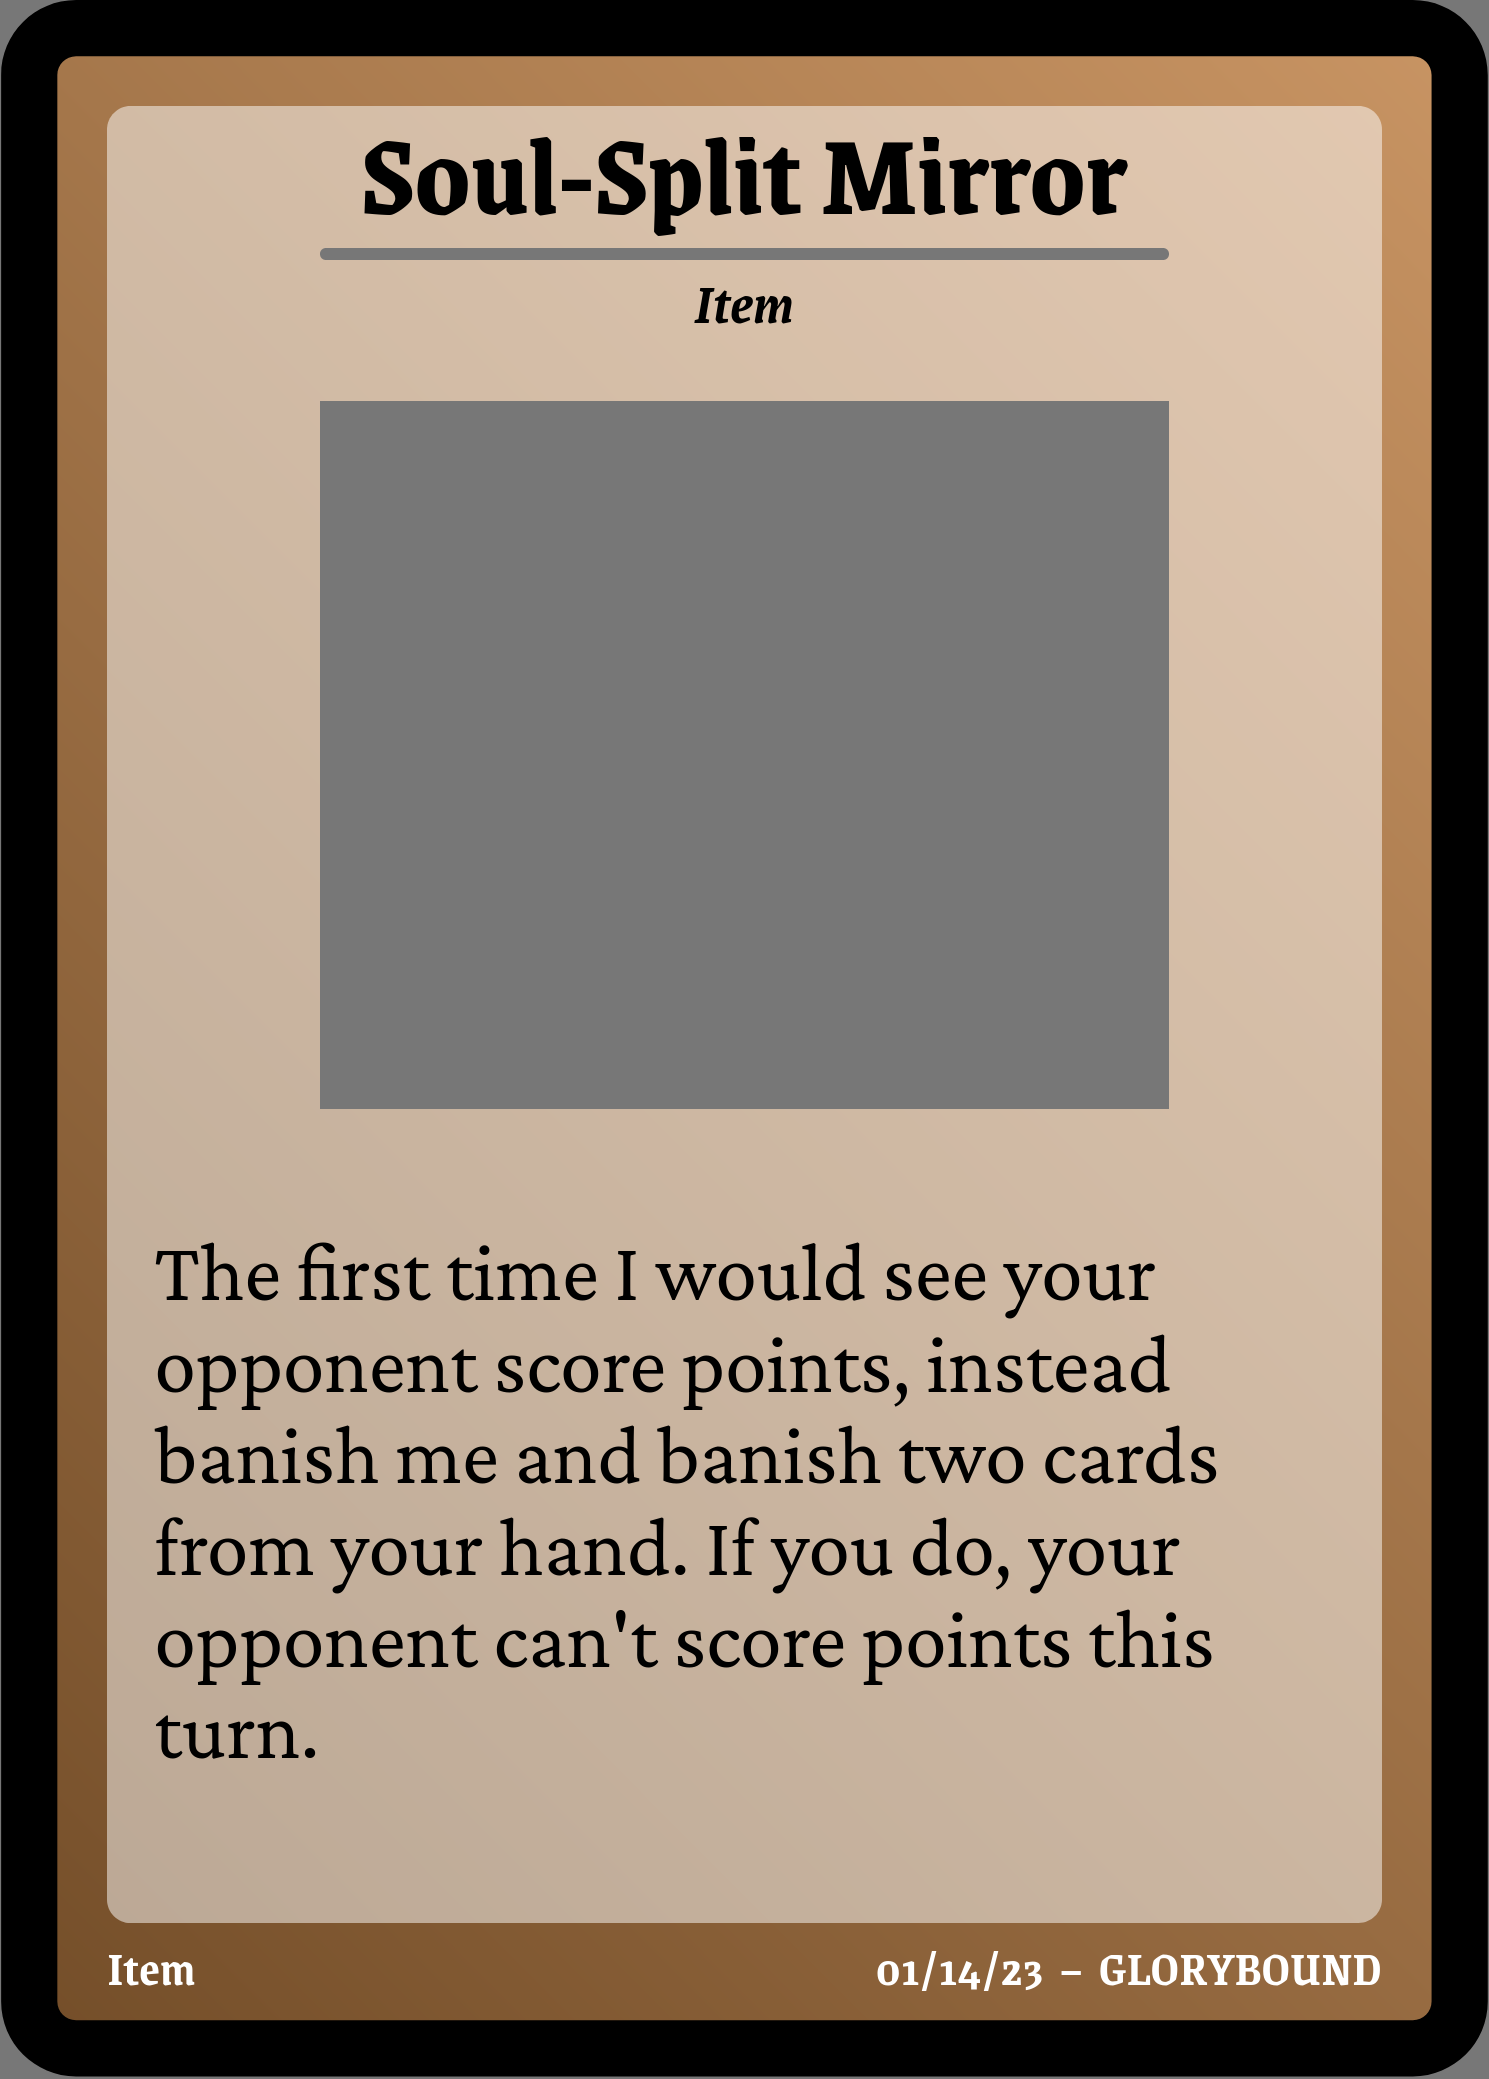 Soul-Split Mirror
Item
The first time I would see your
opponent score points, instead
banish me and banish two cards
from your hand. If you do, your
opponent can't score points this
turn.
Item
01/14/23 – GLORYBOUND